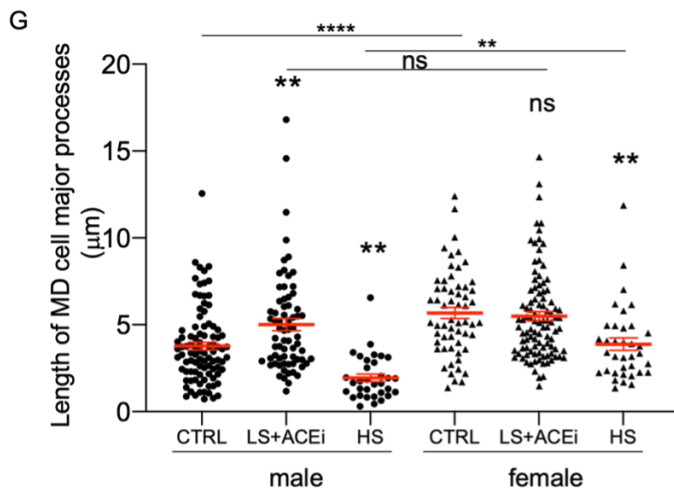 G
****
**
ns
Length of MD cell major processes
(μm)
20
15
10
5
0
**
**
ns
**
CTRL LS+ACEi HS CTRL LS+ACEi HS
male female